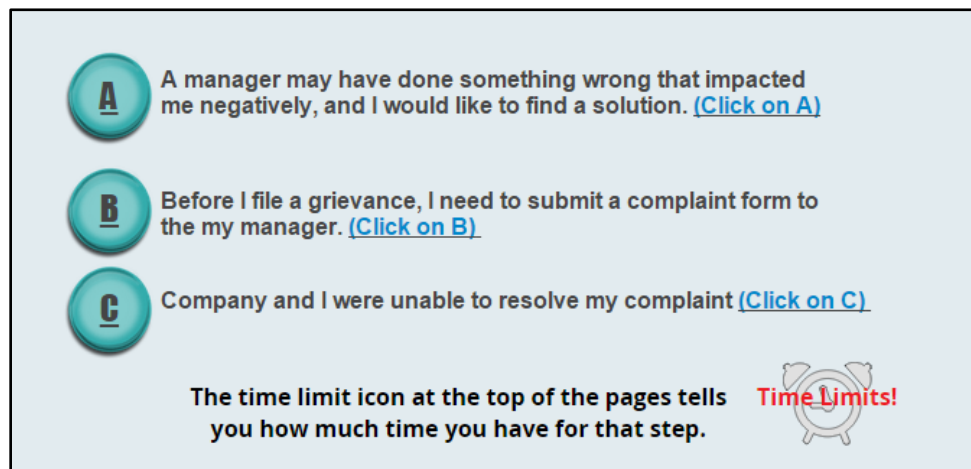 A
A manager may have done something wrong that impacted
me negatively, and I would like to find a solution. (Click on A)
B
Before I file a grievance, I need to submit a complaint form to
the my manager. (Click on B)
C
Company and I were unable to resolve my complaint (Click on C)
The time limit icon at the top of the pages tells
you how much time you have for that step.
Time Limits!